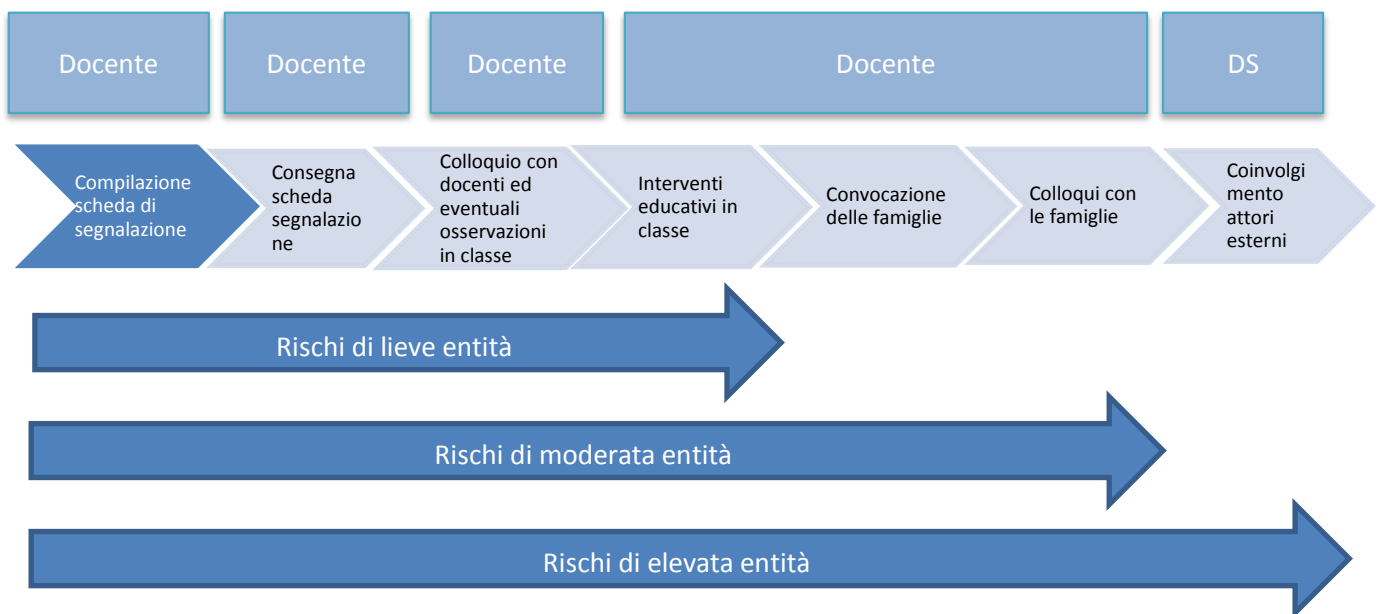 Docente
Docente
Docente
Docente
DS
Compilazione
scheda di
segnalazione
Consegna
scheda
segnalazio
ne
Colloquio con
docenti ed
eventuali
osservazioni
in classe
Interventi
educativi in
classe
Convocazione
delle famiglie
Colloqui con
le famiglie
Coinvolgi
mento
attori
esterni
Rischi di lieve entità
Rischi di moderata entità
Rischi di elevata entità